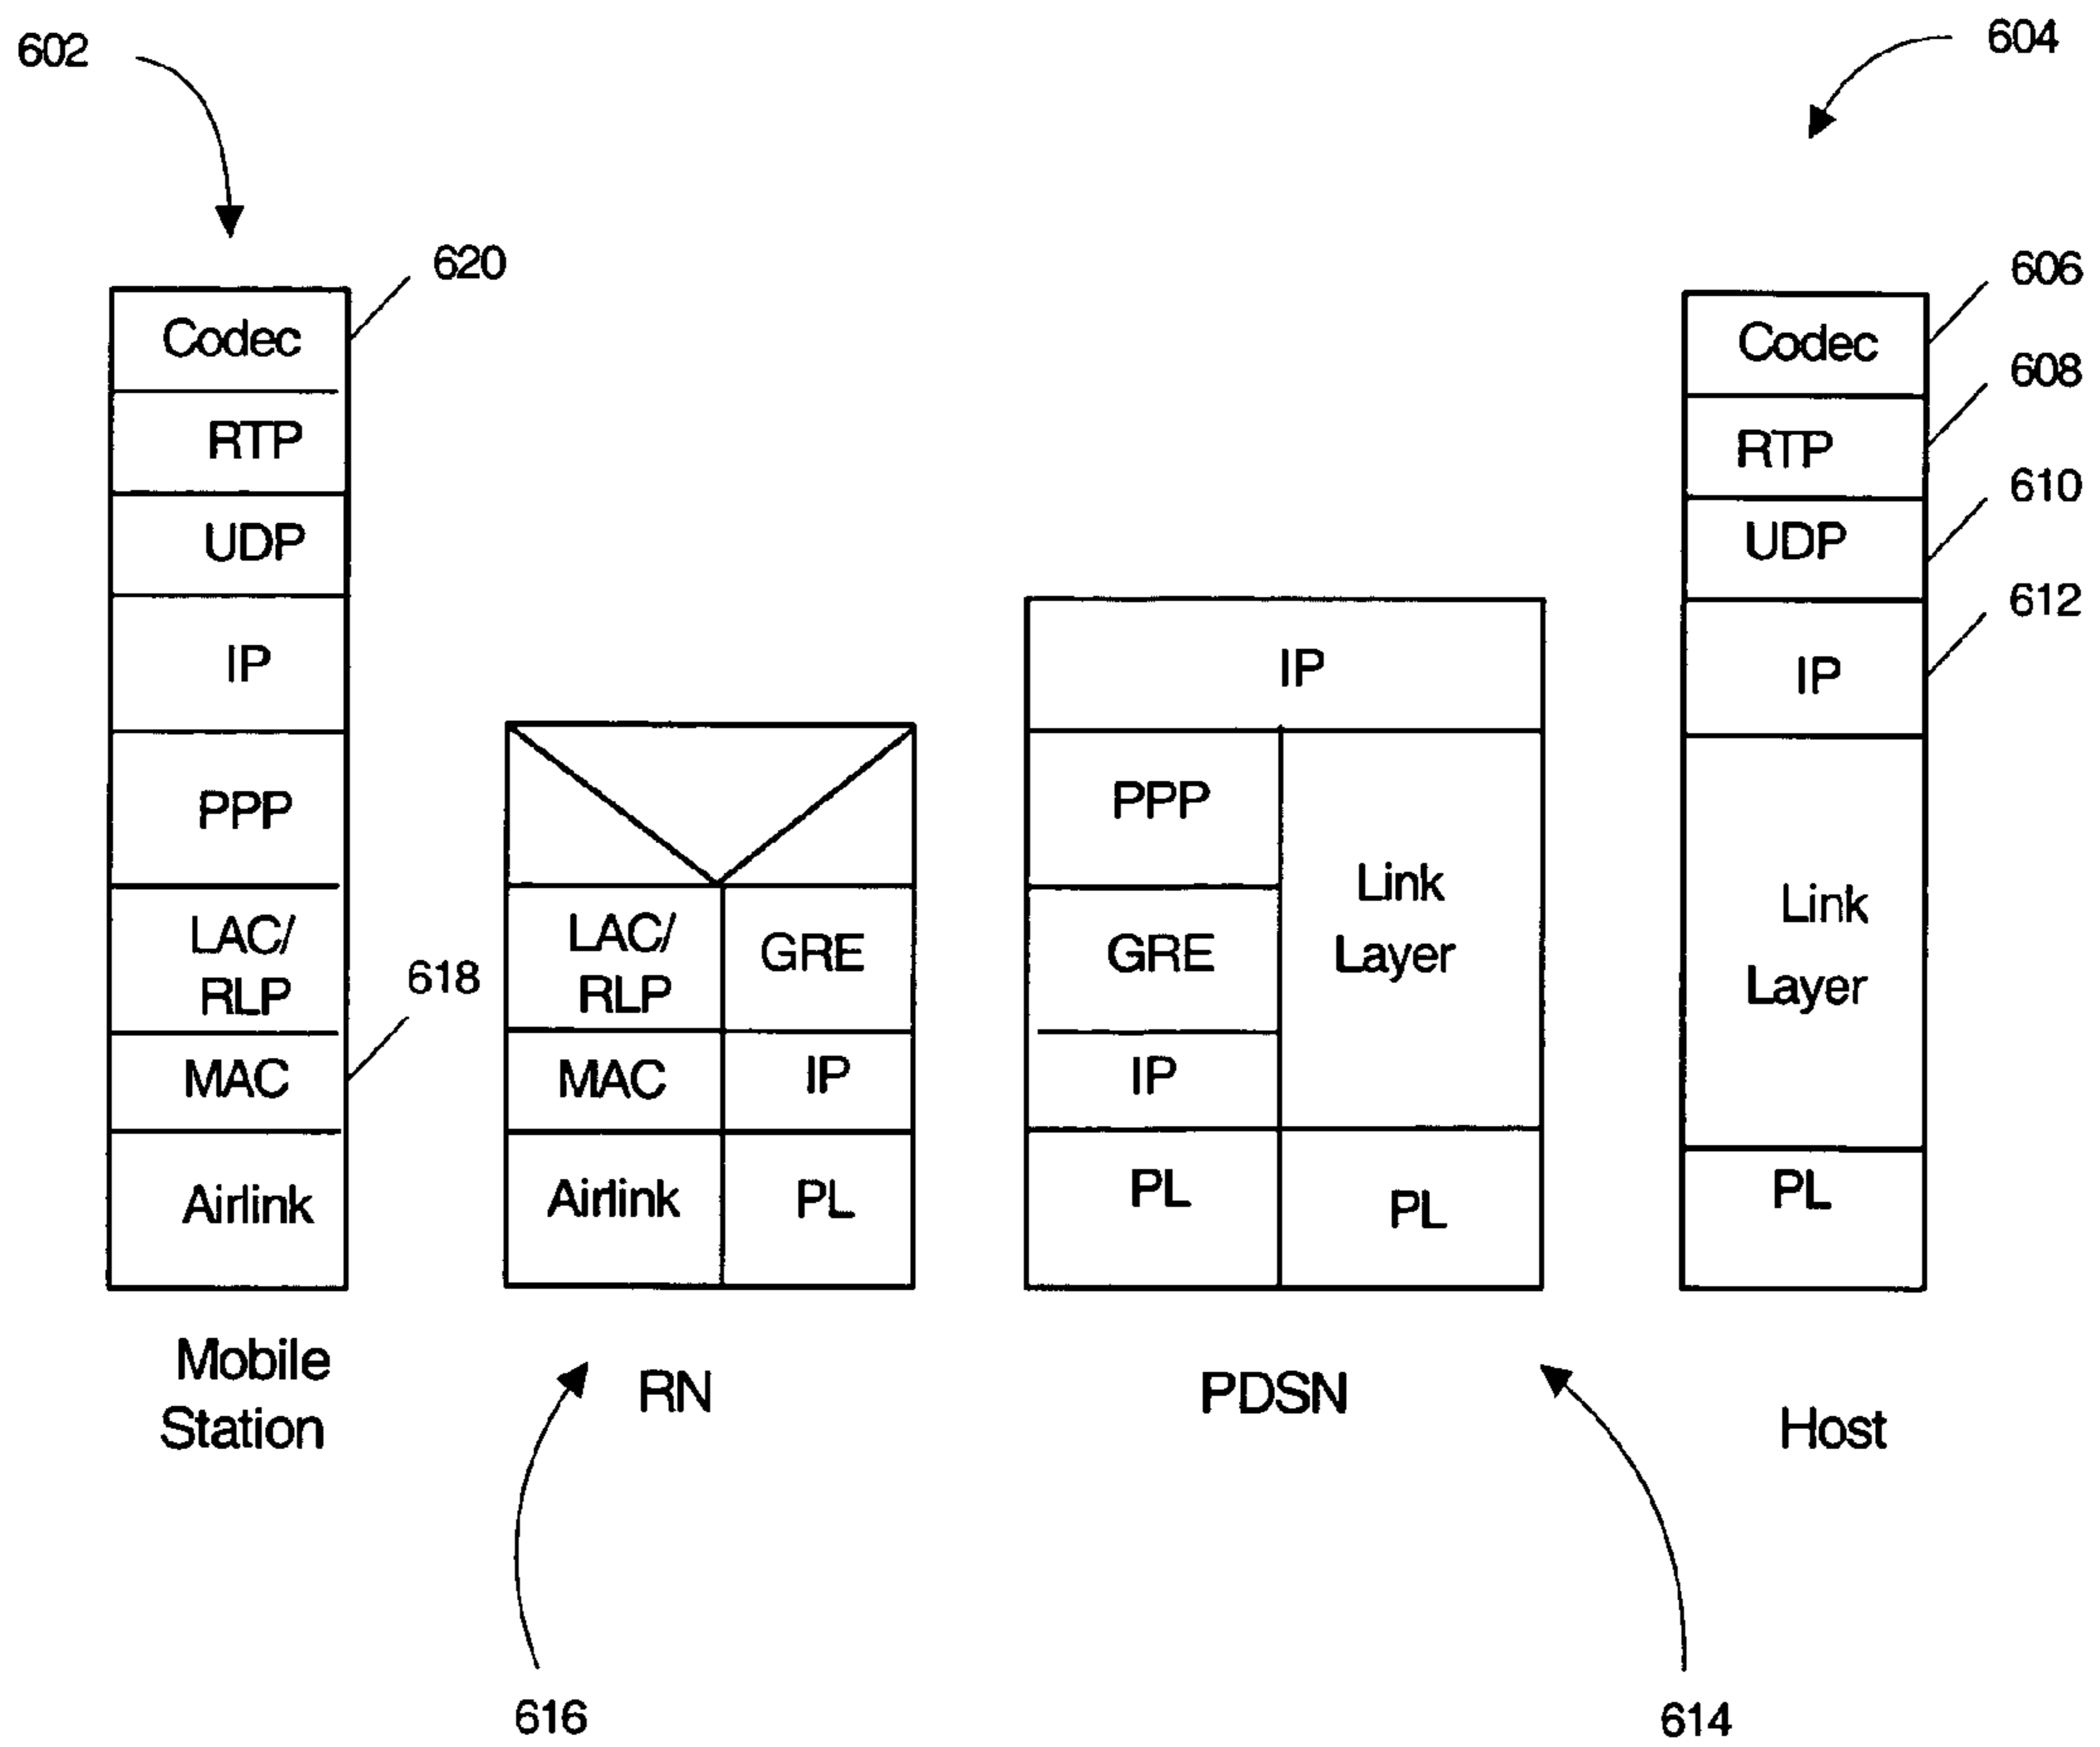 602
604
620
Codec
RTP
UDP
IP
PPP
LAC/
RLP
618
MAC
Airlink
Mobile
Station
LAC/
RLP
GRE
MAC
IP
Airlink
PL
RN
616
IP
PPP
Link
Layer
GRE
IP
PL
PL
PDSN
614
606
Codec
608
RTP
610
UDP
612
IP
Link
Layer
PL
Host